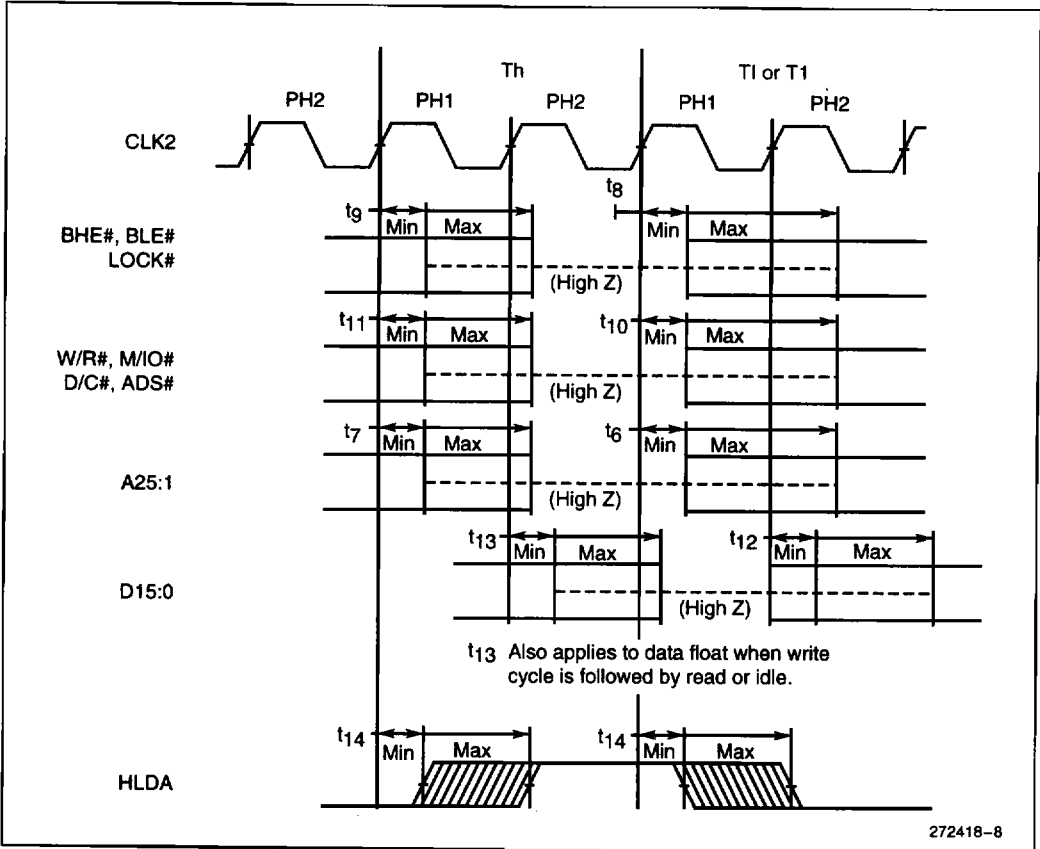 Th
TI or T1
PH2
PH1
PH2
PH1
PH2
CLK2
t9
Min
Max
t8
Min
Max
BHE#, BLE#
LOCK#
(High Z)
(High Z)
t11
Min
Max
t10
Min
Max
W/R#, M/IO#
D/C#, ADS#
(High Z)
(High Z)
t7
Min
Max
t6
Min
Max
A25:1
(High Z)
(High Z)
t13
Min
Max
t12
Min
Max
D15:0
(High Z)
t13 Also applies to data float when write
cycle is followed by read or idle.
t14
Min
Max
t14
Min
Max
HLDA
272418-8